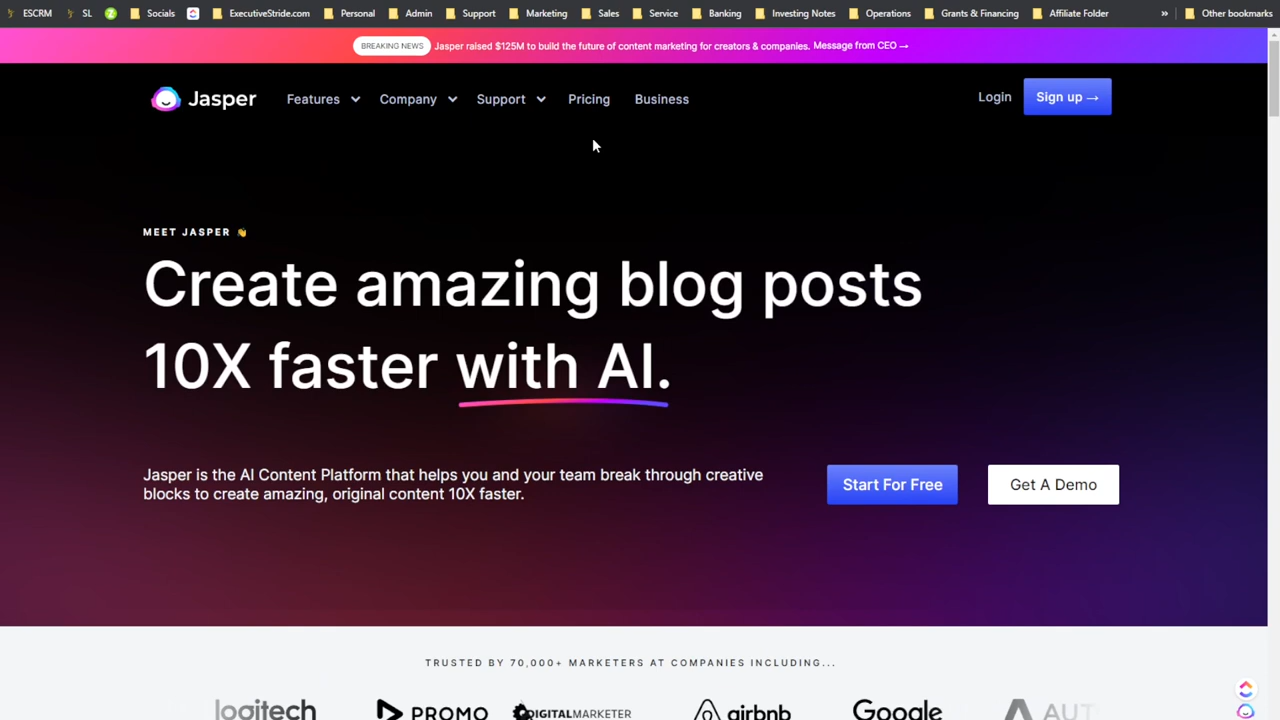 ESCRM SL Socials ExecutiveStride.com Personal Admin Support Marketing Sales Service Banking Investing Notes Operations Grants & Financing Affiliate Folder » Other bookmarks
BREAKING NEWS Jasper raised $125M to build the future of content marketing for creators & companies. Message from CEO →
Jasper Features Company Support Pricing Business Login Sign up →
MEET JASPER 👋
Create amazing blog posts
10X faster with AI.
Jasper is the AI Content Platform that helps you and your team break through creative
blocks to create amazing, original content 10X faster.
Start For Free Get A Demo
TRUSTED BY 70,000+ MARKETERS AT COMPANIES INCLUDING...
logitech PROMO DIGITALMARKETER airbnb Google AUT